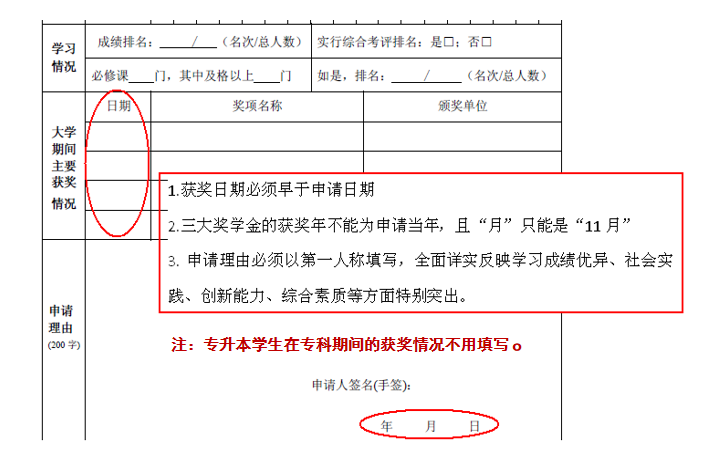 学习
情况
成绩排名：＿＿＿/＿＿（名次/总人数）
实行综合考评排名：是□；否□
必修课＿＿门，其中及格以上＿＿门
如是，排名：＿＿＿/＿＿＿（名次/总人数）
大学
期间
主要
获奖
情况
日期
奖项名称
颁奖单位
1.获奖日期必须早于申请日期
2.三大奖学金的获奖年不能为申请当年，且“月”只能是“11 月”
3. 申请理由必须以第一人称填写，全面详实反映学习成绩优异、社会实
践、创新能力、综合素质等方面特别突出。
申请
理由
(200 字)
注：专升本学生在专科期间的获奖情况不用填写。
申请人签名(手签):
年 月 日